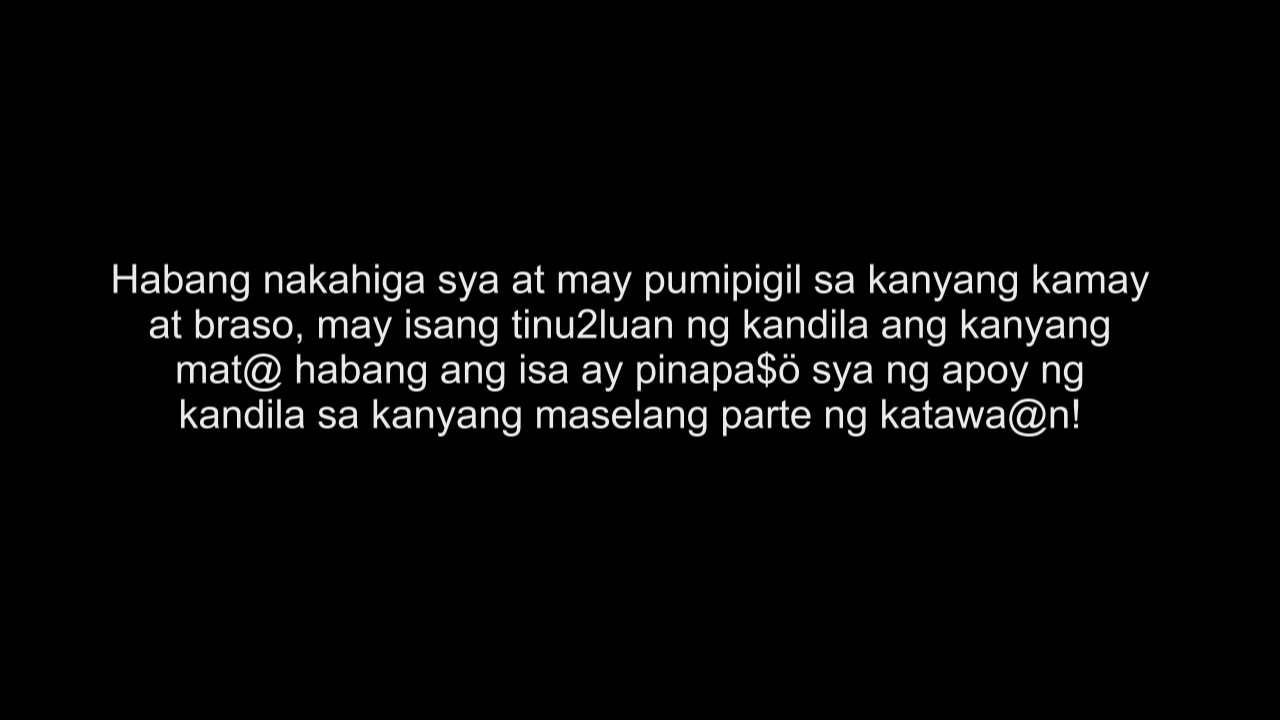 Habang nakahiga sya at may pumipigil sa kanyang kamay
at braso, may isang tinu2luan ng kandila ang kanyang
mat@ habang ang isa ay pinapa$ö sya ng apoy ng
kandila sa kanyang maselang parte ng katawa@n!